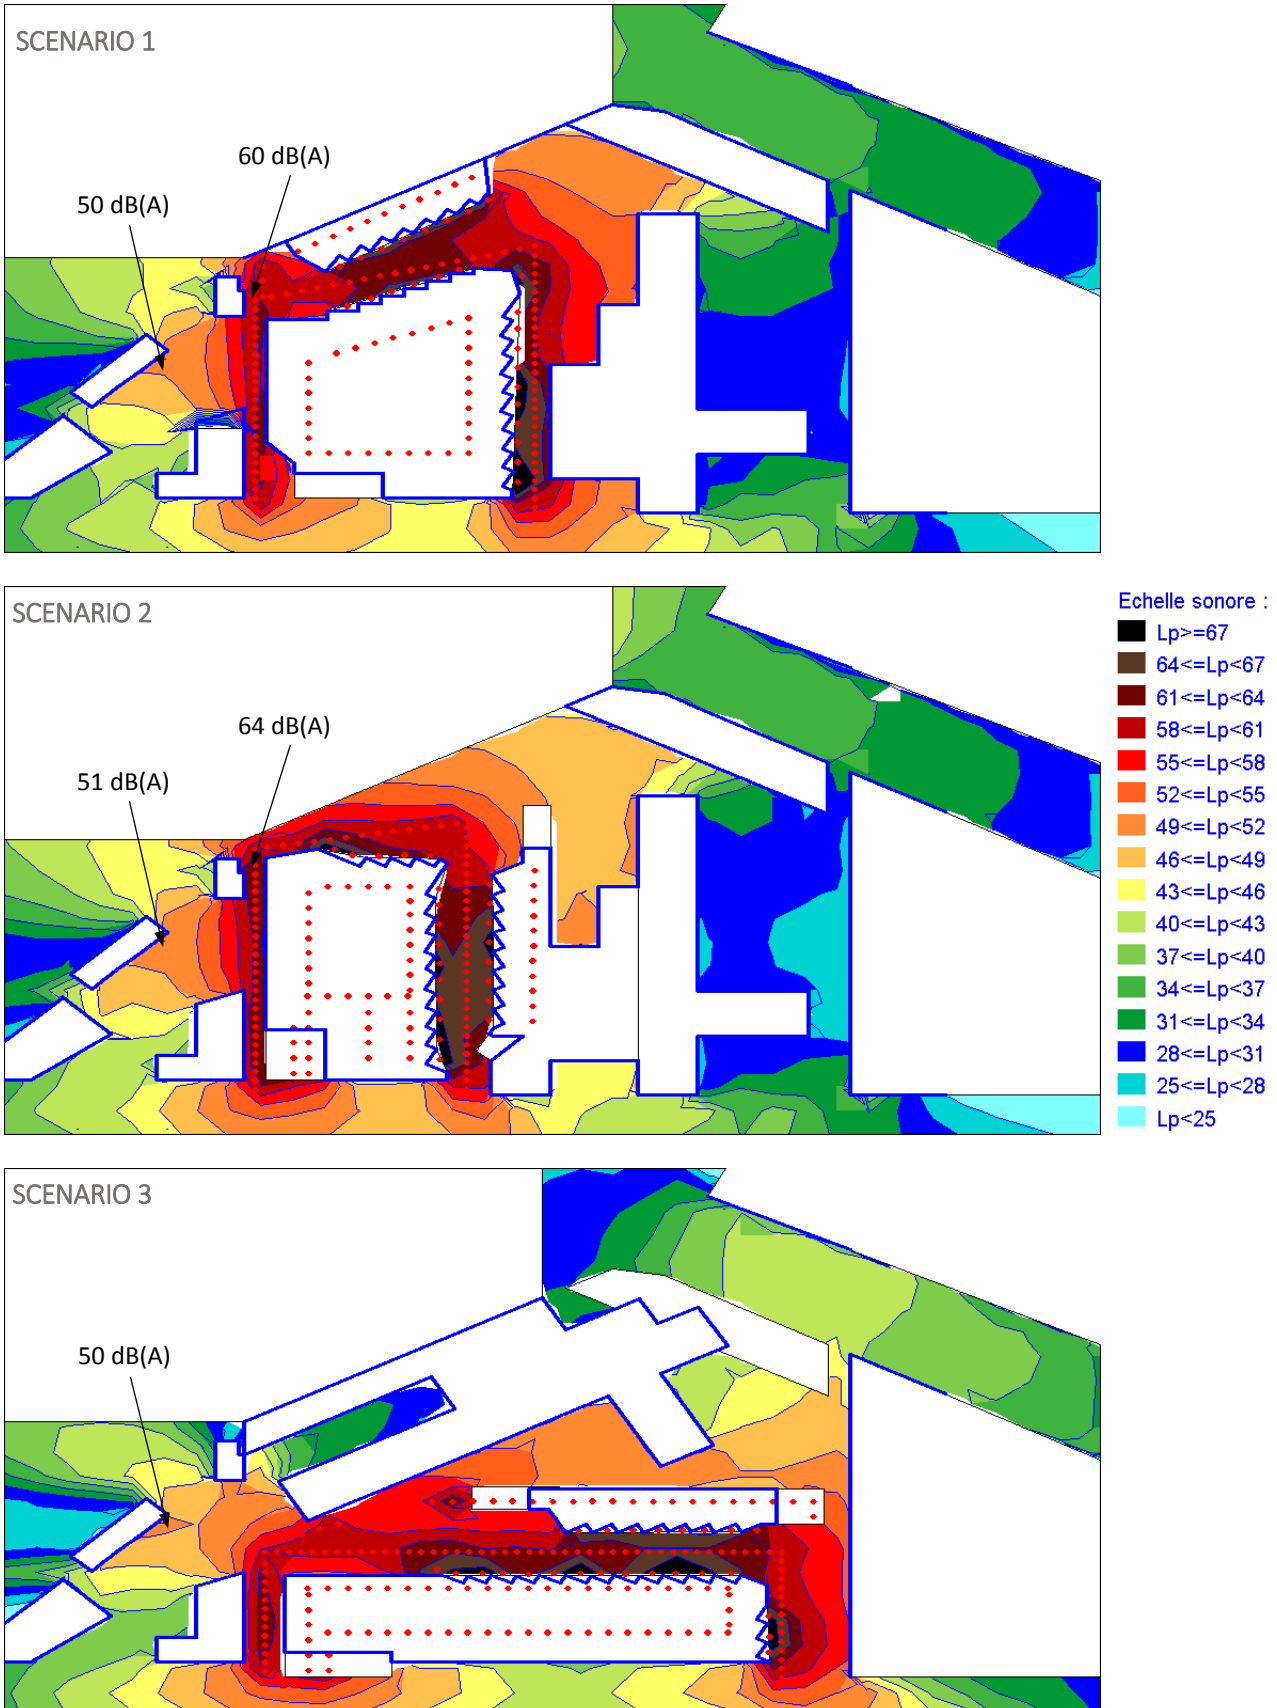 SCENARIO 1
60 dB(A)
50 dB(A)
SCENARIO 2
64 dB(A)
51 dB(A)
Echelle sonore :
Lp>=67
64<=Lp<67
61<=Lp<64
58<=Lp<61
55<=Lp<58
52<=Lp<55
49<=Lp<52
46<=Lp<49
43<=Lp<46
40<=Lp<43
37<=Lp<40
34<=Lp<37
31<=Lp<34
28<=Lp<31
25<=Lp<28
Lp<25
SCENARIO 3
50 dB(A)